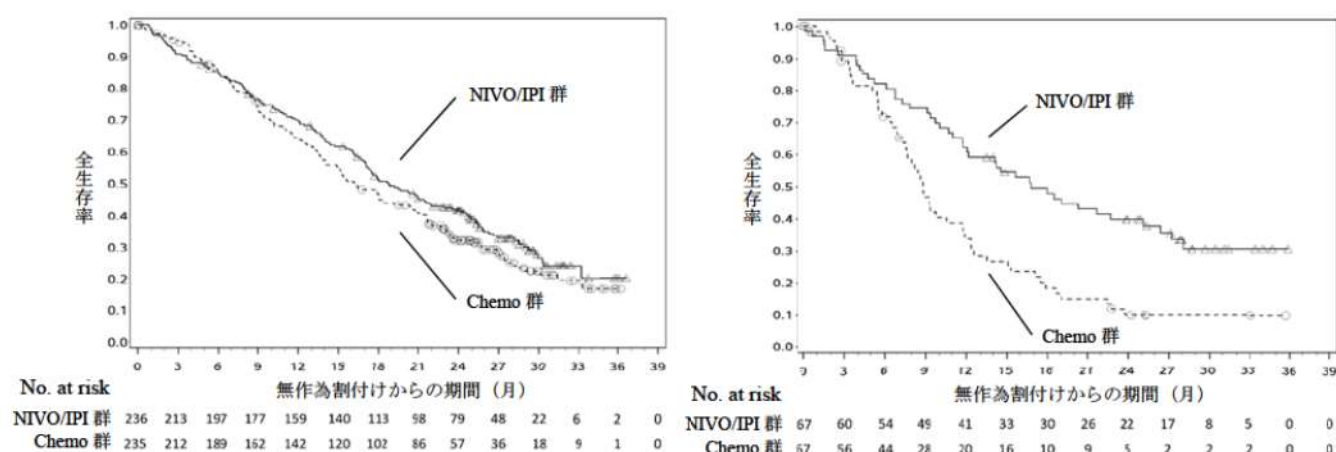 1.0
0.9
0.8
0.7
0.6
0.5
0.4
0.3
0.2
0.1
0.0
全生存率
NIVO/IPI 群
Chemo 群
0 3 6 9 12 15 18 21 24 27 30 33 36 39
No. at risk
無作為割付けからの期間（月）
NIVO/IPI 群 236 213 197 177 159 140 113 98 79 48 22 6 2 0
Chemo 群 235 212 189 162 142 120 102 86 57 36 18 9 1 0
1.0
0.9
0.8
0.7
0.6
0.5
0.4
0.3
0.2
0.1
0.0
全生存率
NIVO/IPI 群
Chemo 群
3 6 9 12 15 18 21 24 27 30 33 36 39
No. at risk
無作為割付けからの期間（月）
NIVO/IPI 群 67 60 54 49 41 33 30 26 22 17 8 5 0 0
Chemo 群 67 56 44 28 20 16 10 9 5 2 2 2 0 0